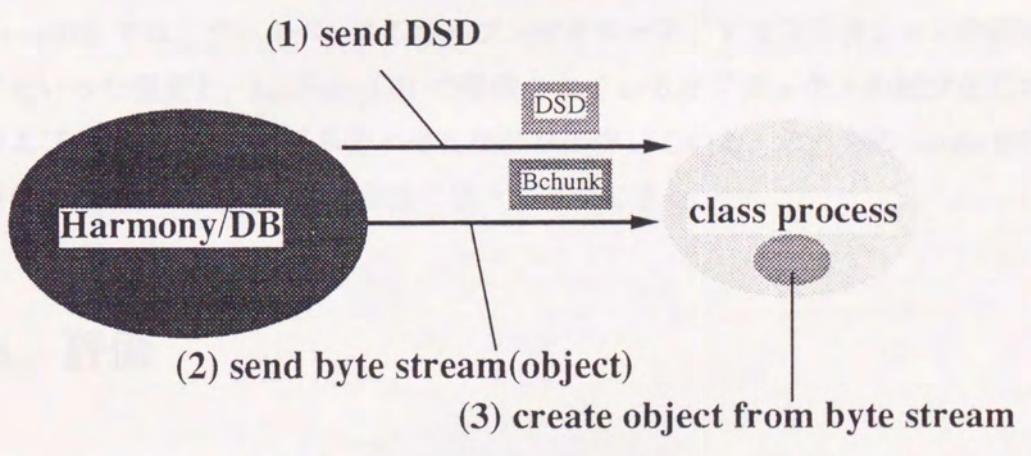 (1) send DSD
DSD
Bchunk
Harmony/DB
class process
(2) send byte stream(object)
(3) create object from byte stream